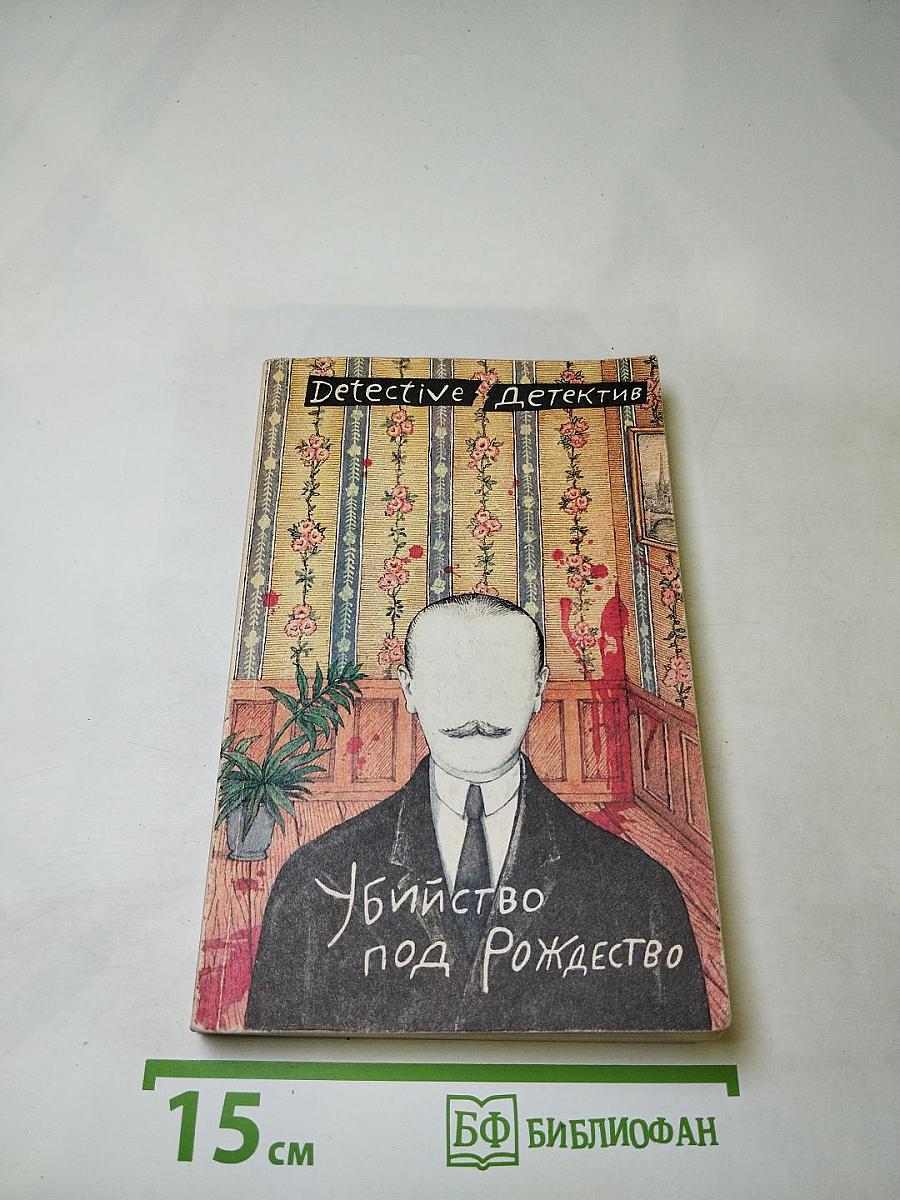 Detective Детектив
Убийство
под Рождество
15 см
БФ БИБЛИОФАН